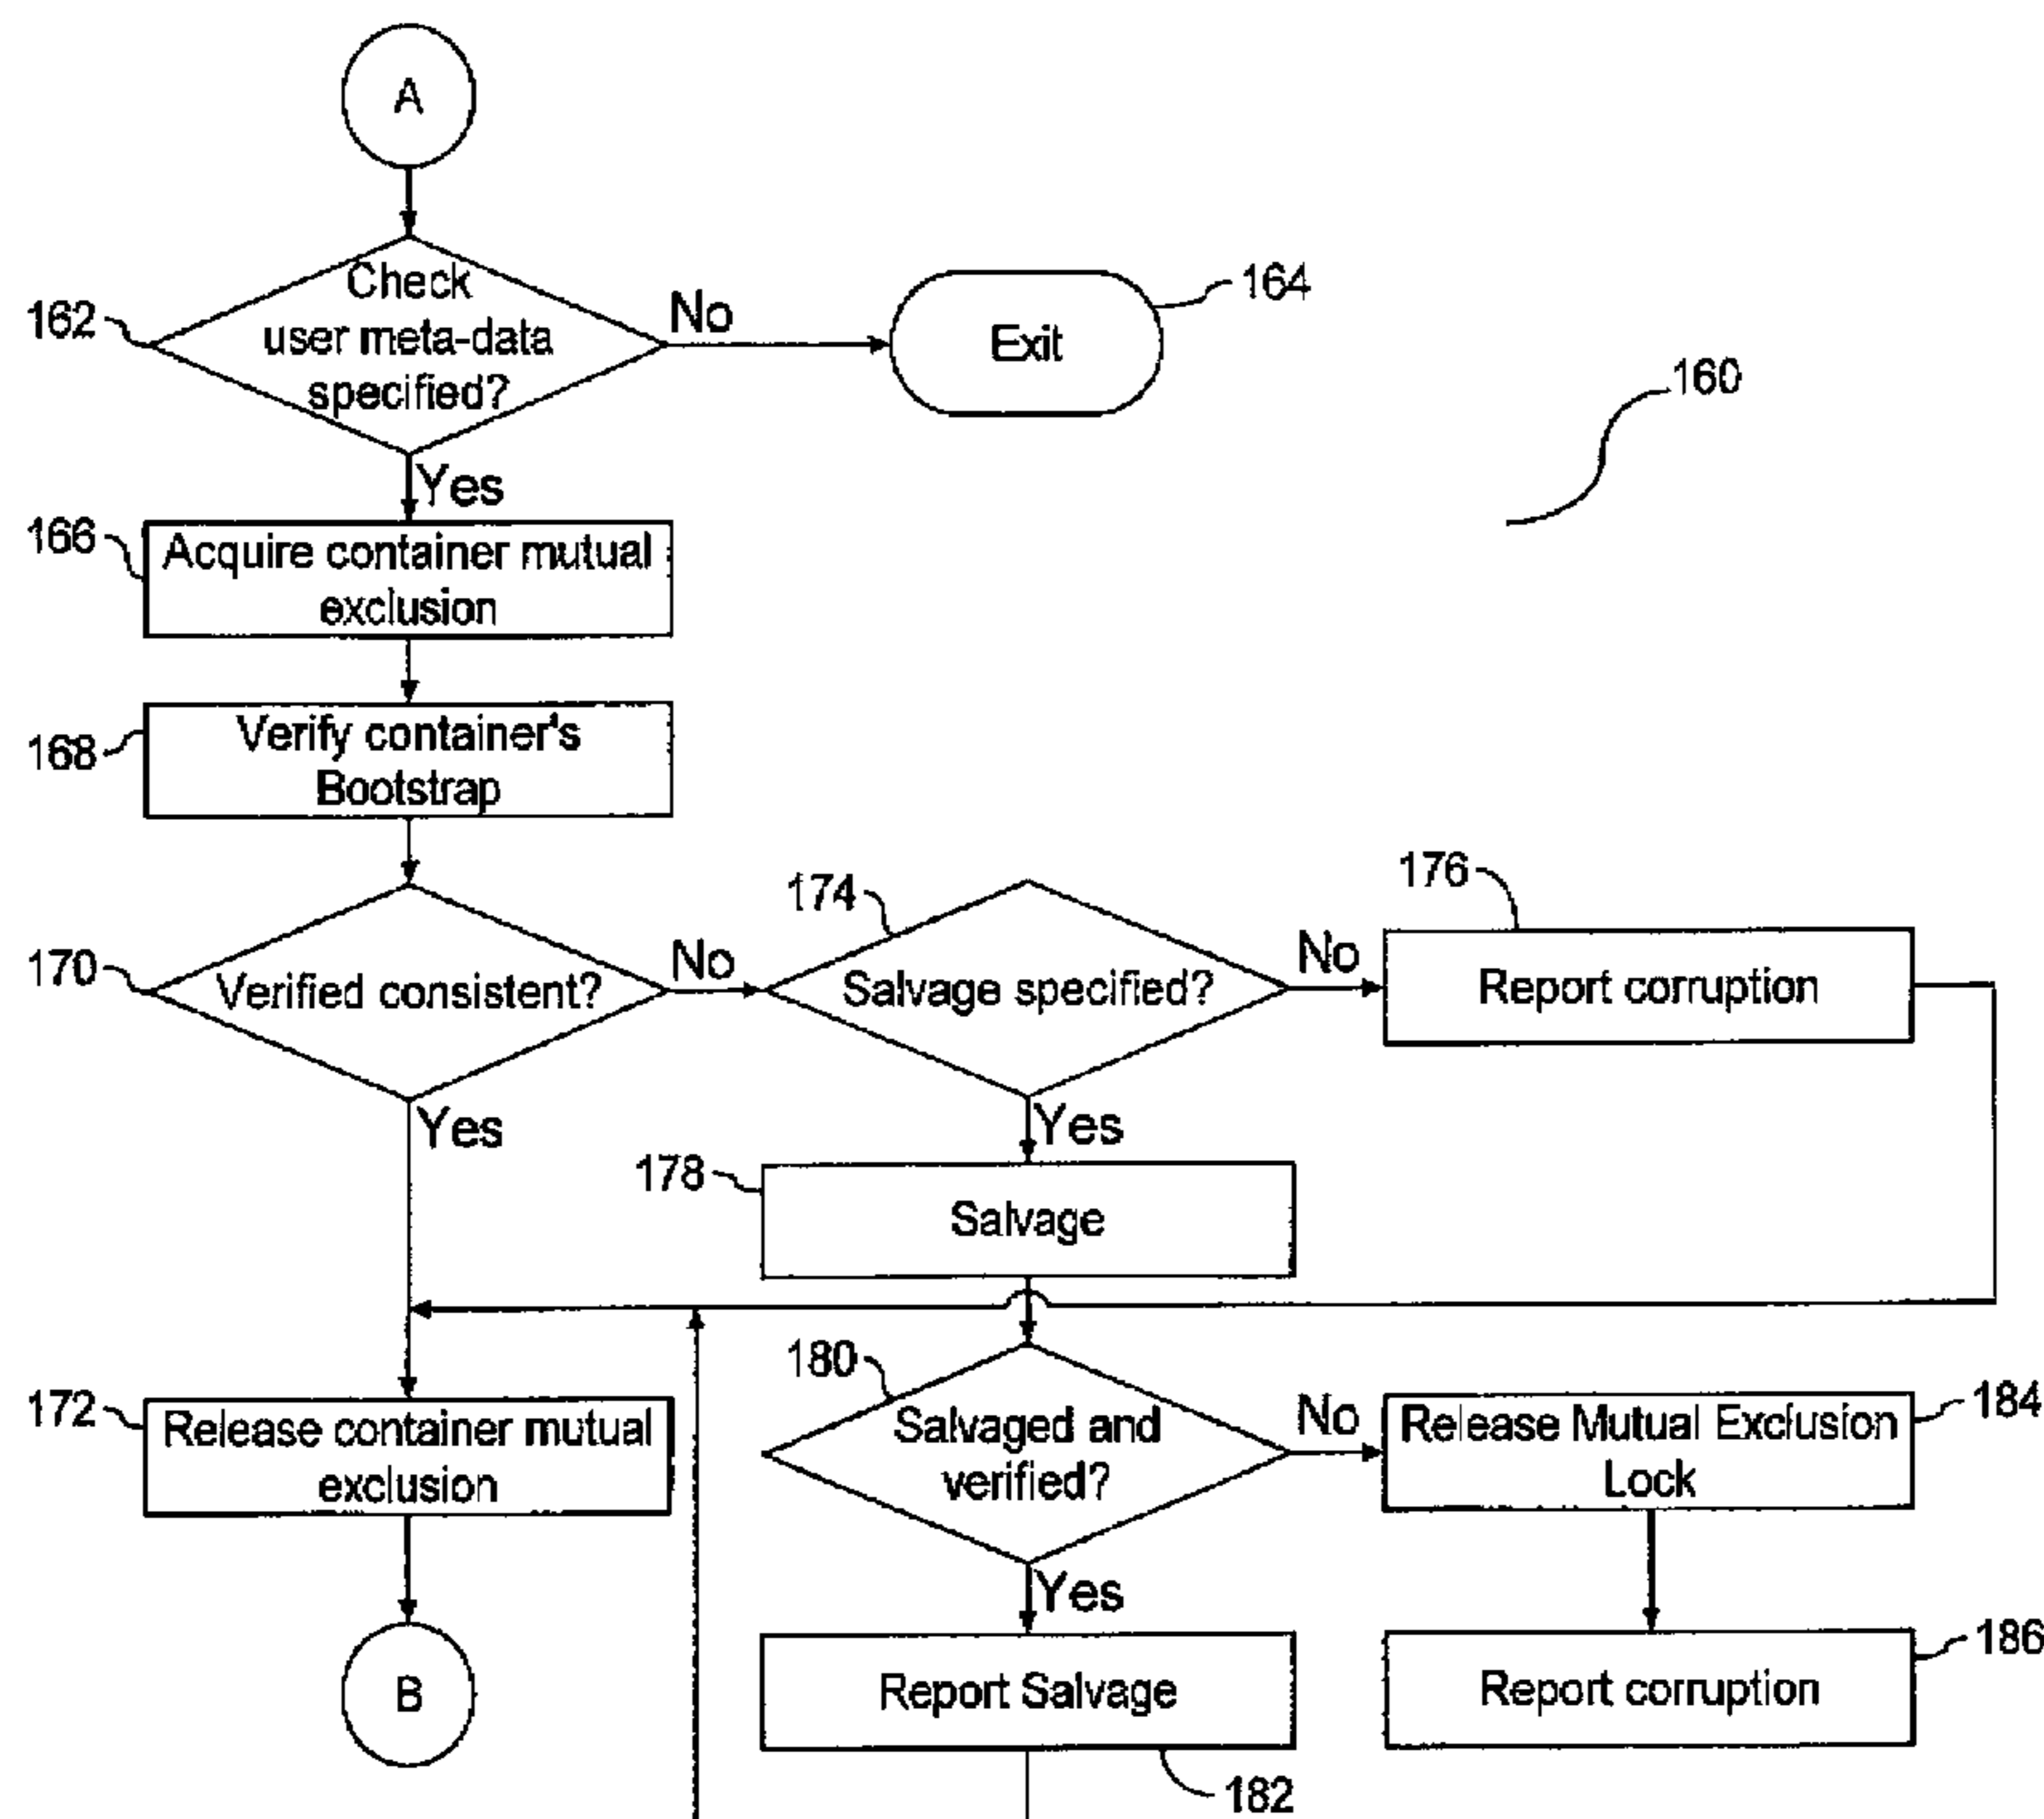 A
Check
user meta-data
specified?
162
No
Exit
164
160
Yes
166
Acquire container mutual
exclusion
168
Verify container's
Bootstrap
170
Verified consistent?
No
174
Salvage specified?
No
176
Report corruption
Yes
Yes
178
Salvage
172
Release container mutual
exclusion
180
Salvaged and
verified?
No
Release Mutual Exclusion
Lock
184
Yes
B
Report Salvage
182
Report corruption
186